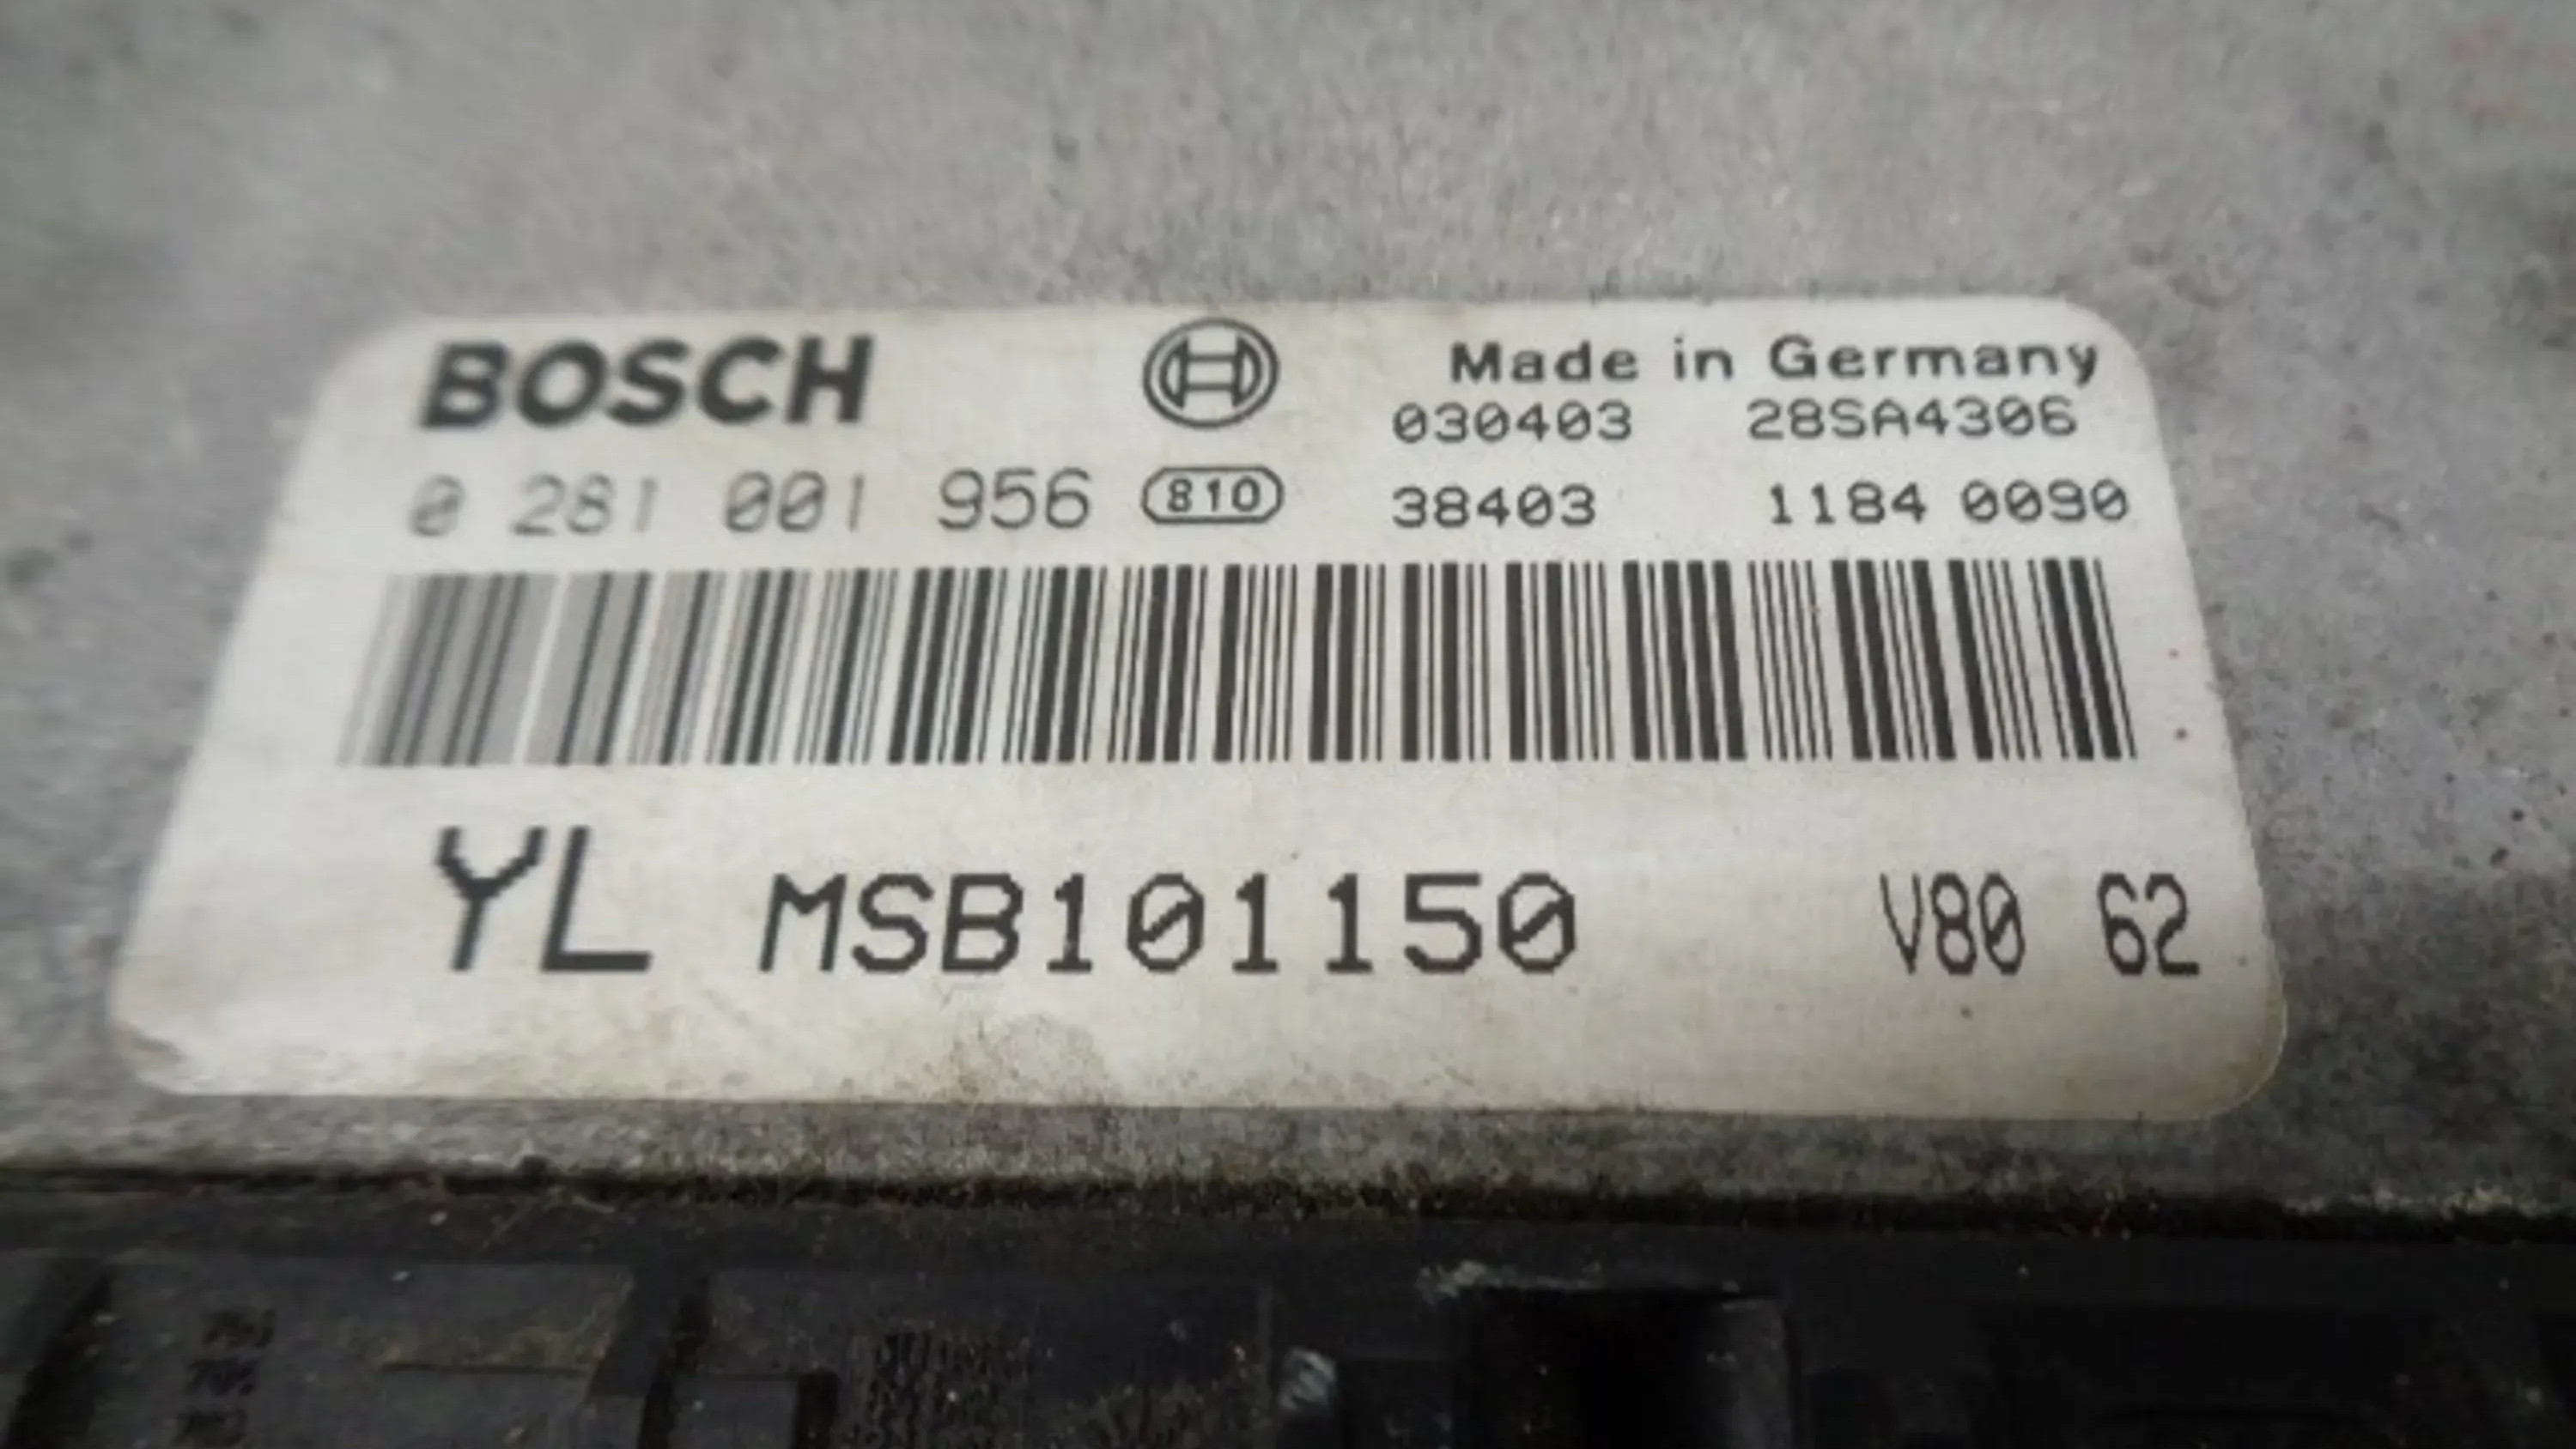 BOSCH Made in Germany
030403 28SA4306
0 281 001 956 810 38403 1184 0090
YL MSB101150 V80 62